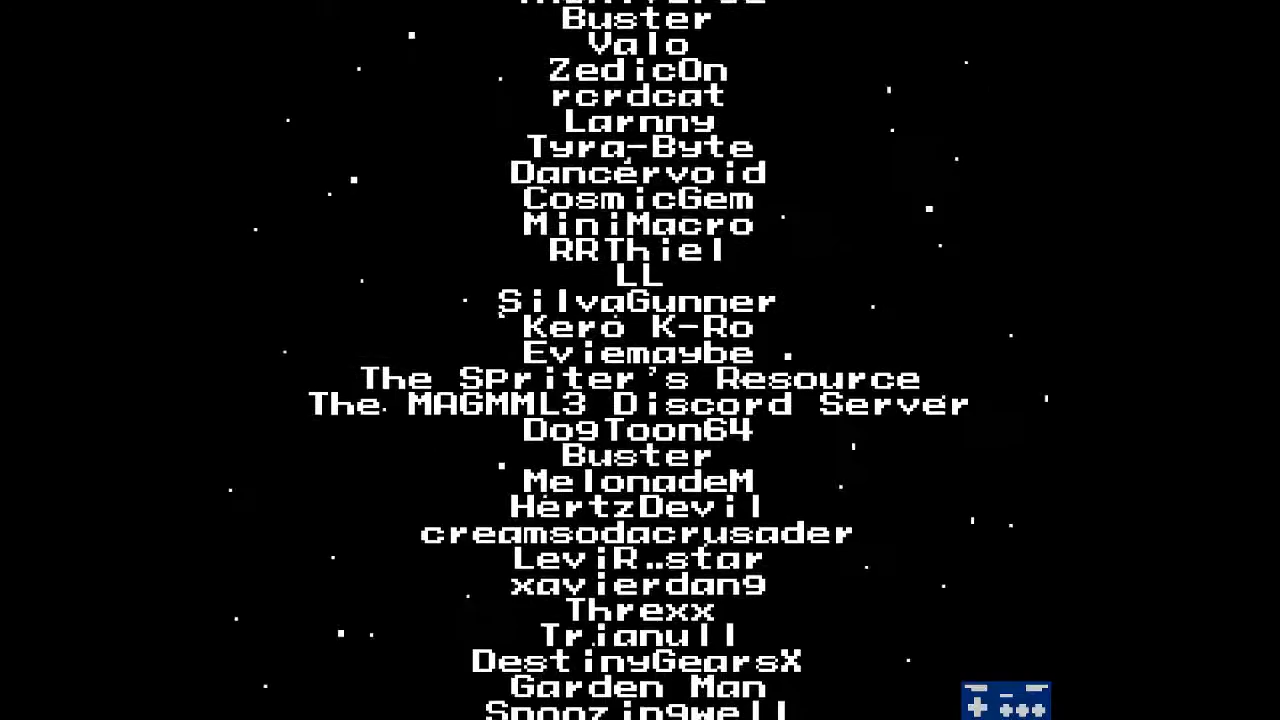 Buster
Valo
ZedicOn
rcrdcat
Larnny
Tyra-Byte
Dancervoid
CosmicGem
MiniMacro
RRThiel
LL
SilvaGunner
Kero K-Ro
Eviemaybe
The Spriter's Resource
The MAGMML3 Discord Server
DogToon64
Buster
MelonadeM
HertzDevil
creamsodacrusader
LeviR..star
xavierdan9
Threxx
Trianull
DestinyGearsX
Garden Man